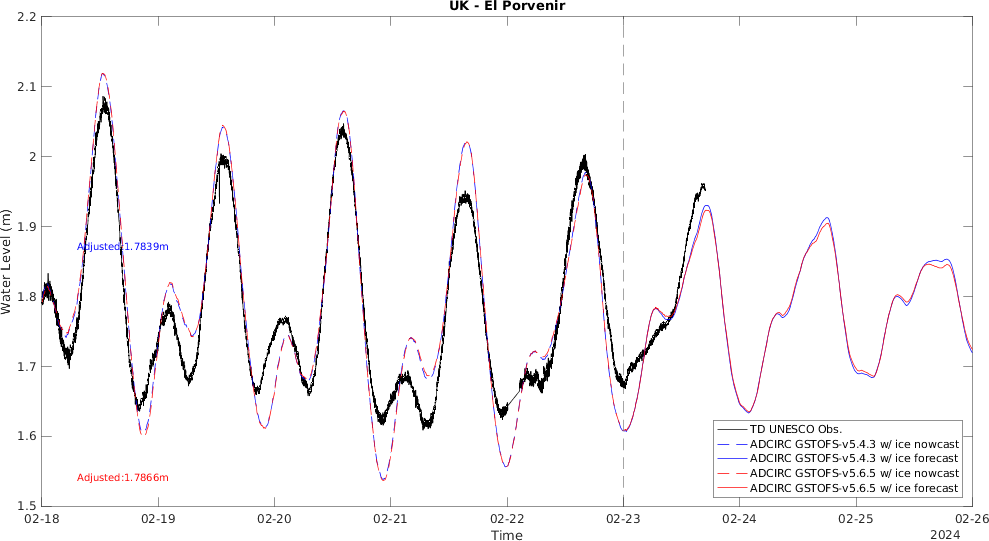 UK - El Porvenir
2.2
2.1
2
1.9
1.8
1.7
1.6
1.5
Water Level (m)
Adjusted:1.7839m
Adjusted:1.7866m
TD UNESCO Obs.
ADCIRC GSTOFS-v5.4.3 w/ ice nowcast
ADCIRC GSTOFS-v5.4.3 w/ ice forecast
ADCIRC GSTOFS-v5.6.5 w/ ice nowcast
ADCIRC GSTOFS-v5.6.5 w/ ice forecast
02-18 02-19 02-20 02-21 02-22 02-23 02-24 02-25 02-26
Time
2024